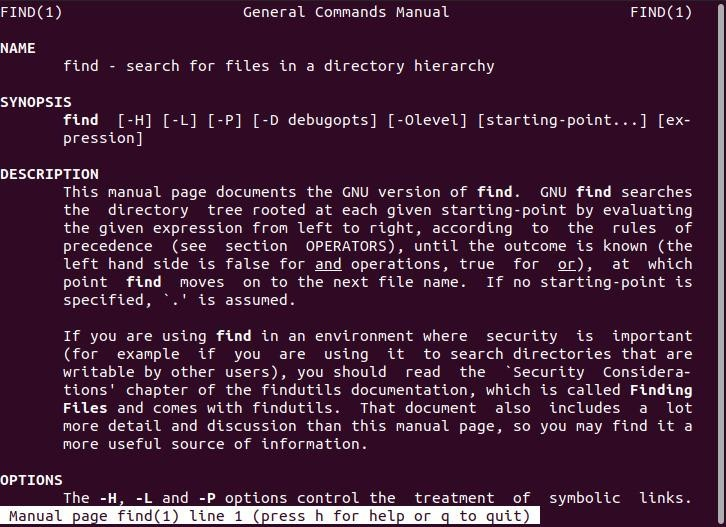 FIND(1) General Commands Manual FIND(1)
NAME
find - search for files in a directory hierarchy
SYNOPSIS
find [-H] [-L] [-P] [-D debugopts] [-Olevel] [starting-point...] [ex-
pression]
DESCRIPTION
This manual page documents the GNU version of find. GNU find searches
the directory tree rooted at each given starting-point by evaluating
the given expression from left to right, according to the rules of
precedence (see section OPERATORS), until the outcome is known (the
left hand side is false for and operations, true for or), at which
point find moves on to the next file name. If no starting-point is
specified, `.' is assumed.
If you are using find in an environment where security is important
(for example if you are using it to search directories that are
writable by other users), you should read the `Security Considera-
tions' chapter of the findutils documentation, which is called Finding
Files and comes with findutils. That document also includes a lot
more detail and discussion than this manual page, so you may find it a
more useful source of information.
OPTIONS
The -H, -L and -P options control the treatment of symbolic links.
Manual page find(1) line 1 (press h for help or q to quit)